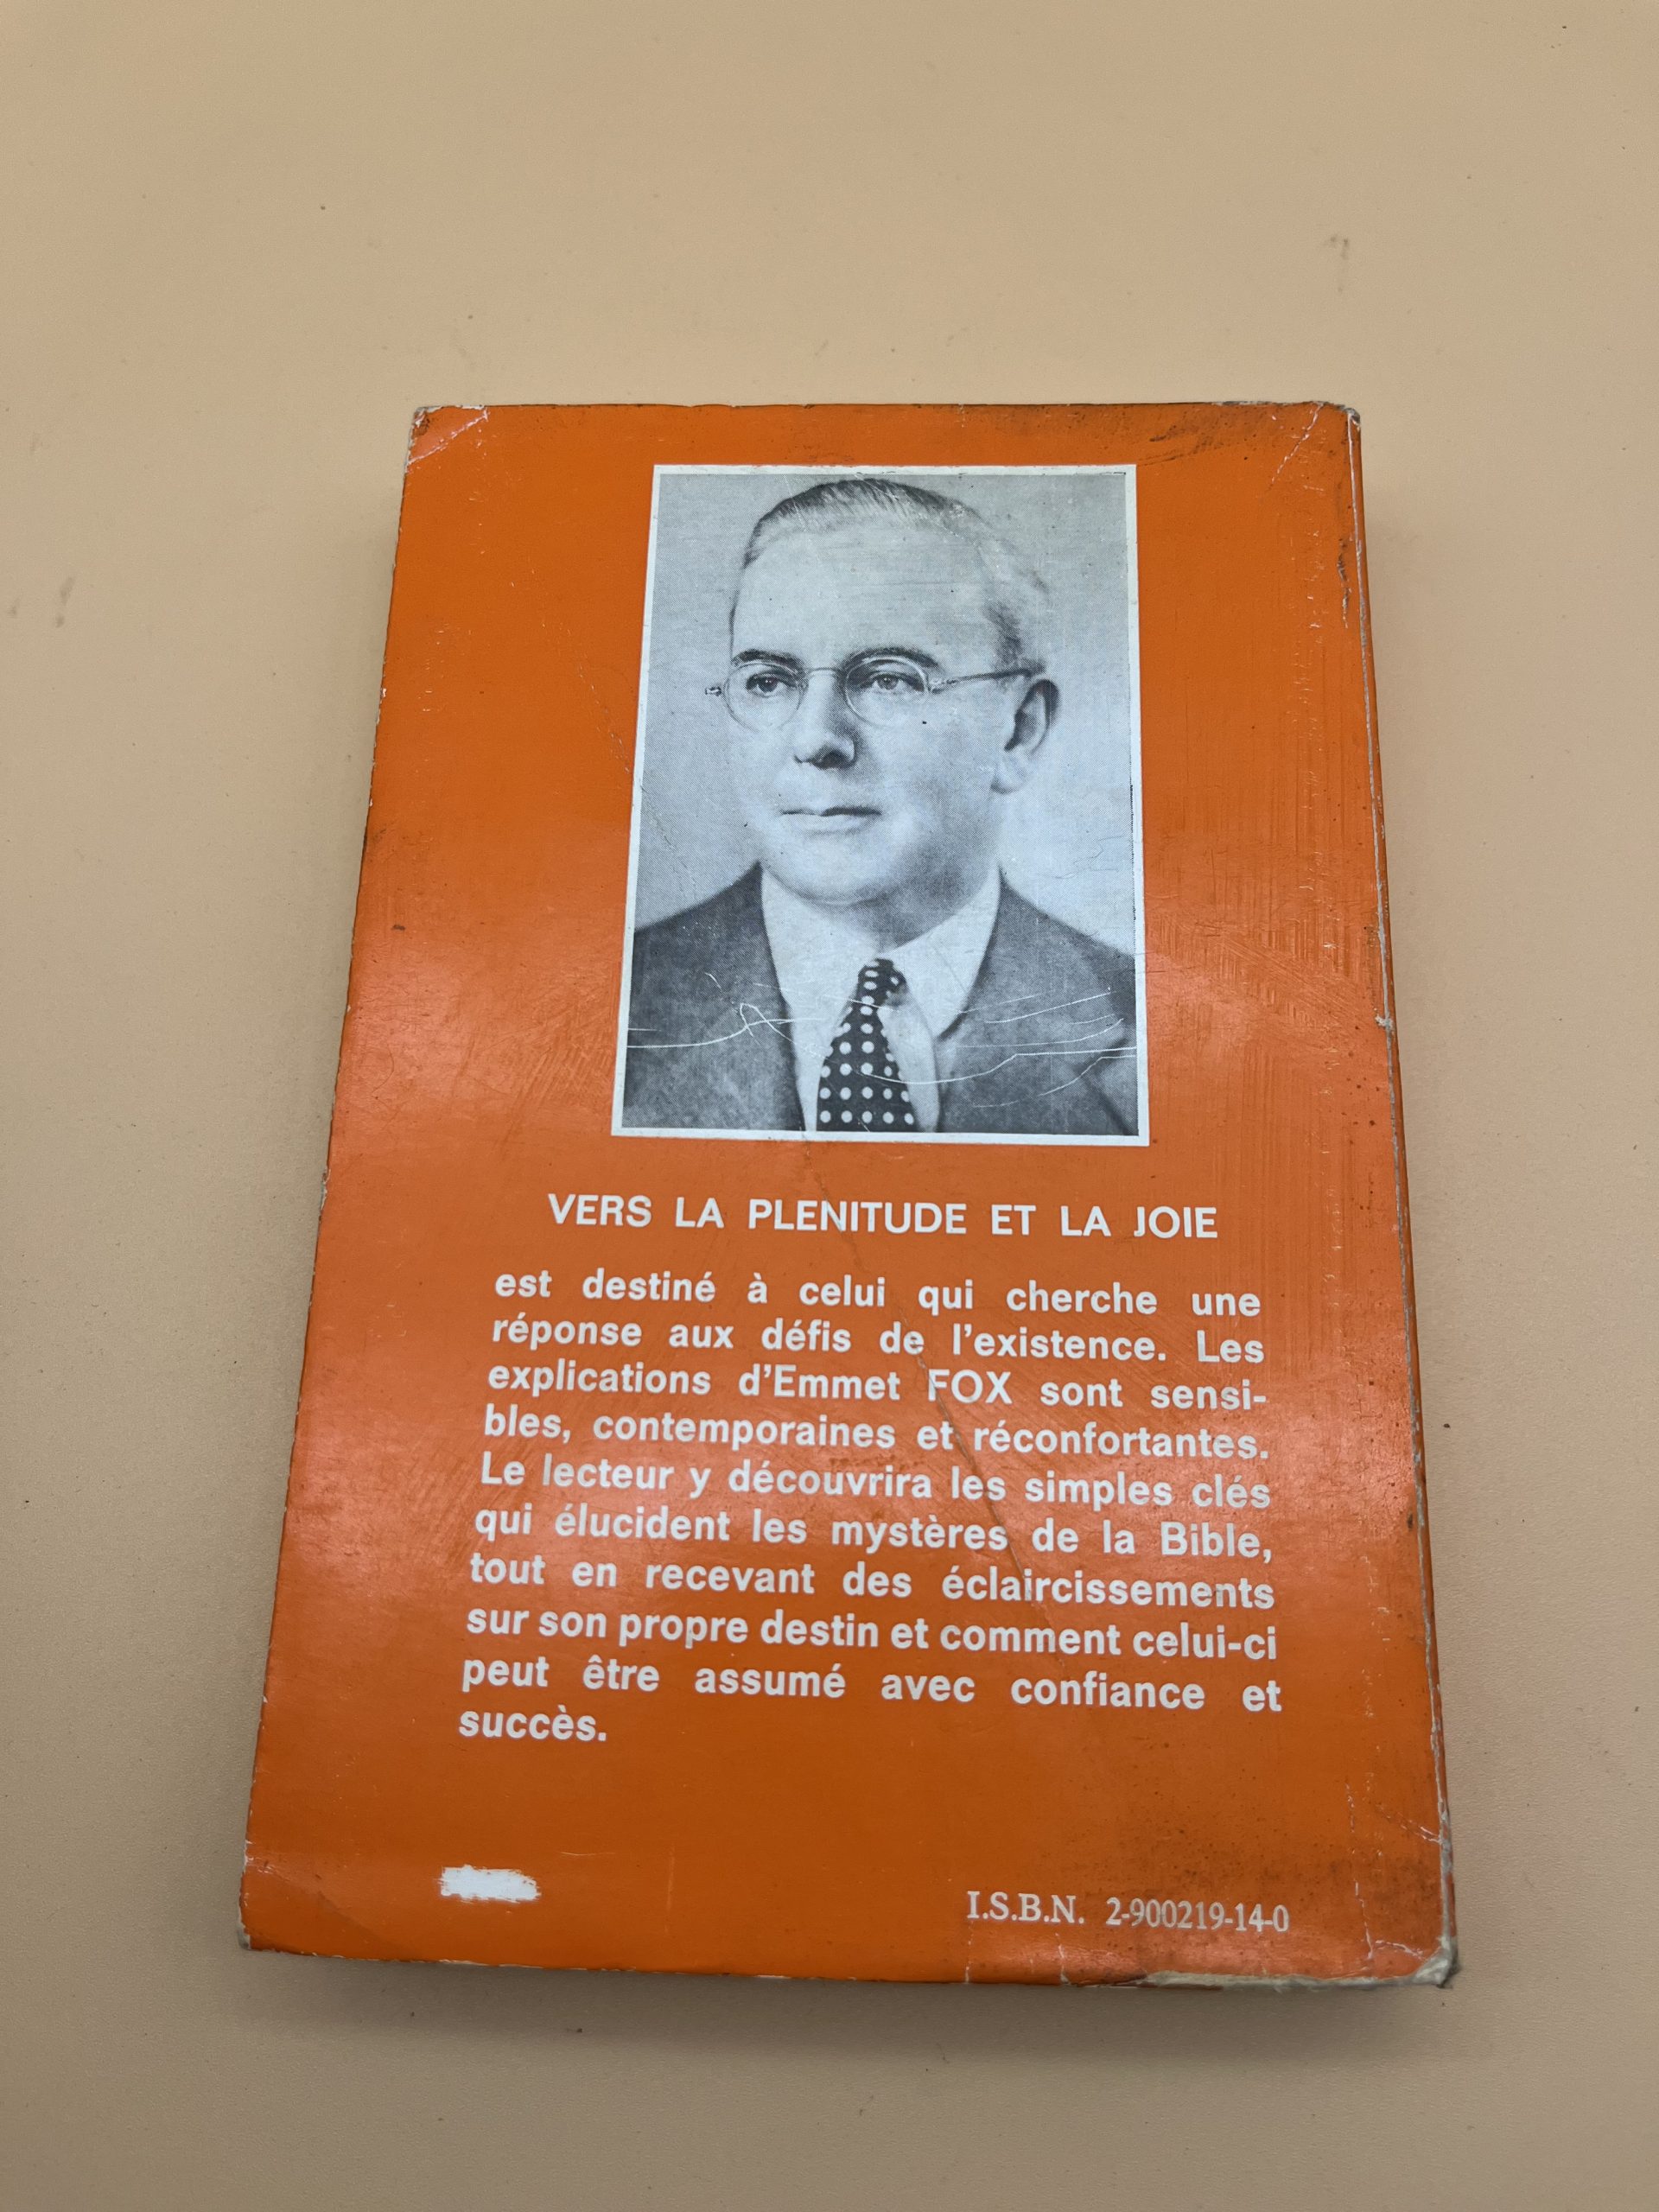 VERS LA PLENITUDE ET LA JOIE
est destiné à celui qui cherche une
réponse aux défis de l'existence. Les
explications d'Emmet FOX sont sensi-
bles, contemporaines et réconfortantes.
Le lecteur y découvrira les simples clés
qui élucident les mystères de la Bible,
tout en recevant des éclaircissements
sur son propre destin et comment celui-ci
peut être assumé avec confiance et
succès.
I.S.B.N. 2-900219-14-0